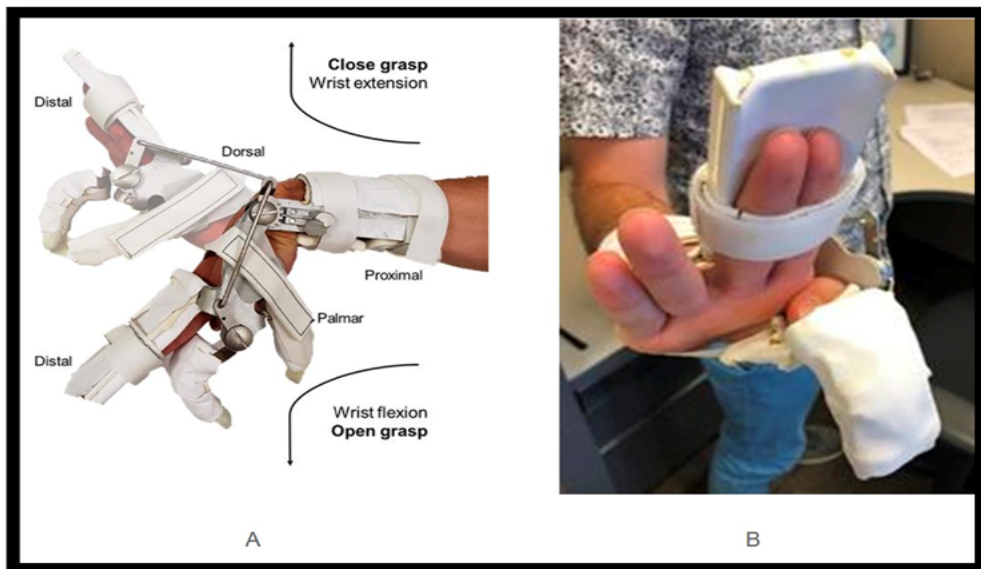 Close grasp
Wrist extension
Distal
Dorsal
Proximal
Palmar
Distal
Wrist flexion
Open grasp
A
B